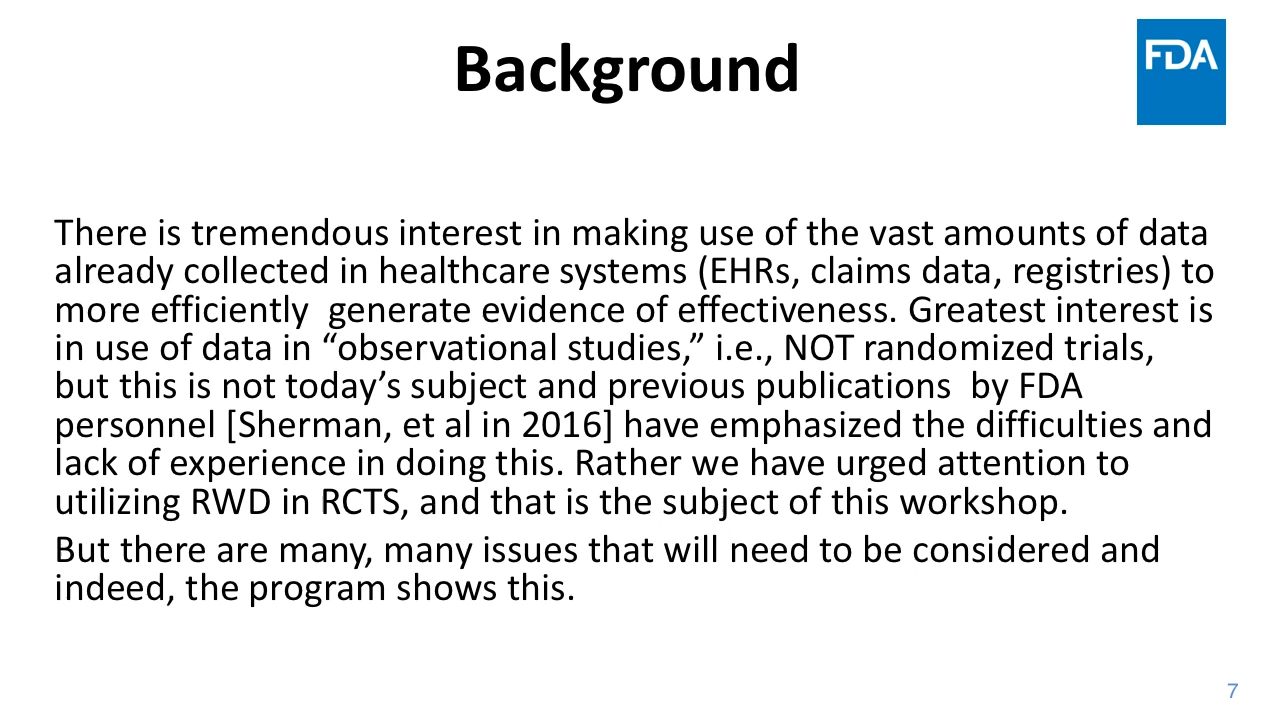 Background
FDA
There is tremendous interest in making use of the vast amounts of data
already collected in healthcare systems (EHRs, claims data, registries) to
more efficiently  generate evidence of effectiveness. Greatest interest is
in use of data in “observational studies,” i.e., NOT randomized trials,
but this is not today’s subject and previous publications  by FDA
personnel [Sherman, et al in 2016] have emphasized the difficulties and
lack of experience in doing this. Rather we have urged attention to
utilizing RWD in RCTS, and that is the subject of this workshop.
But there are many, many issues that will need to be considered and
indeed, the program shows this.
7